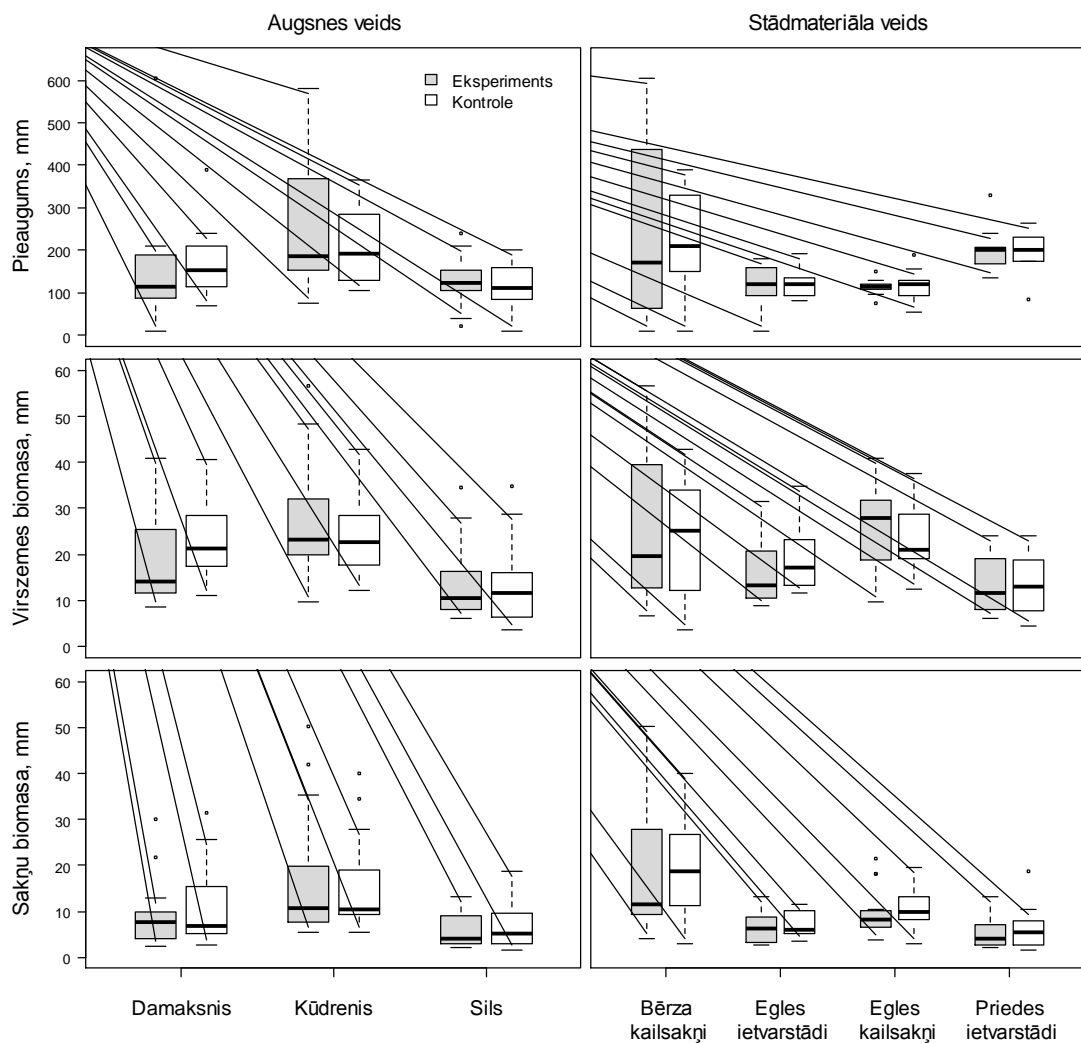 Augsnes veids
Stādmateriāla veids
Pieaugums, mm
600
500
400
300
200
100
0
Eksperiments
Kontrole
Virszemes biomasa, mm
60
50
40
30
20
10
0
Sakņu biomasa, mm
60
50
40
30
20
10
0
Damaksnis
Kūdrenis
Sils
Bērza
kailsakņi
Egles
ietvarstādi
Egles
kailsakņi
Priedes
ietvarstādi